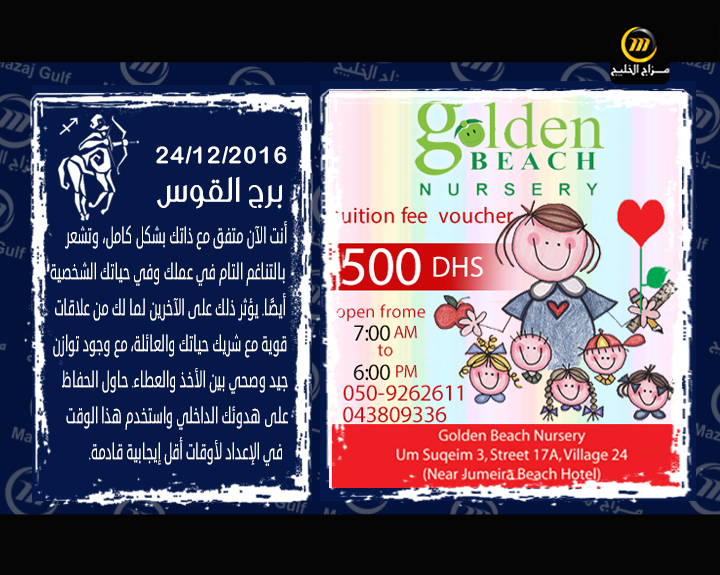 مزاج الخليج
24/12/2016
برج القوس
أنت الآن متفق مع ذاتك بشكل كامل، وتشعر
بالتناغم التام في عملك وفي حياتك الشخصية
أيضًا. يؤثر ذلك على الآخرين لما لك من علاقات
قوية مع شريك حياتك والعائلة، مع وجود توازن
جيد وصحي بين الأخذ والعطاء. حاول الحفاظ
على هدوئك الداخلي واستخدم هذا الوقت
في الإعداد لأوقات أقل إيجابية قادمة.
golden
BEACH
NURSERY
uition fee voucher
500 DHS
open frome
7:00 AM
to
6:00 PM
050-9262611
043809336
Golden Beach Nursery
Um Suqeim 3, Street 17A, Village 24
(Near Jumeira Beach Hotel)